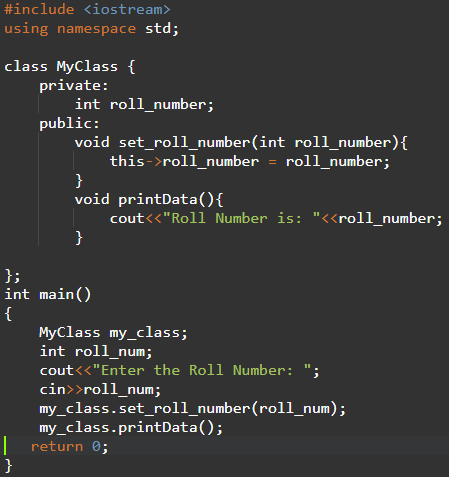 #include <iostream>
using namespace std;

class MyClass {
    private:
        int roll_number;
    public:
        void set_roll_number(int roll_number){
            this->roll_number = roll_number;
        }
        void printData(){
            cout<<"Roll Number is: "<<roll_number;
        }

};
int main()
{
    MyClass my_class;
    int roll_num;
    cout<<"Enter the Roll Number: ";
    cin>>roll_num;
    my_class.set_roll_number(roll_num);
    my_class.printData();
   return 0;
}